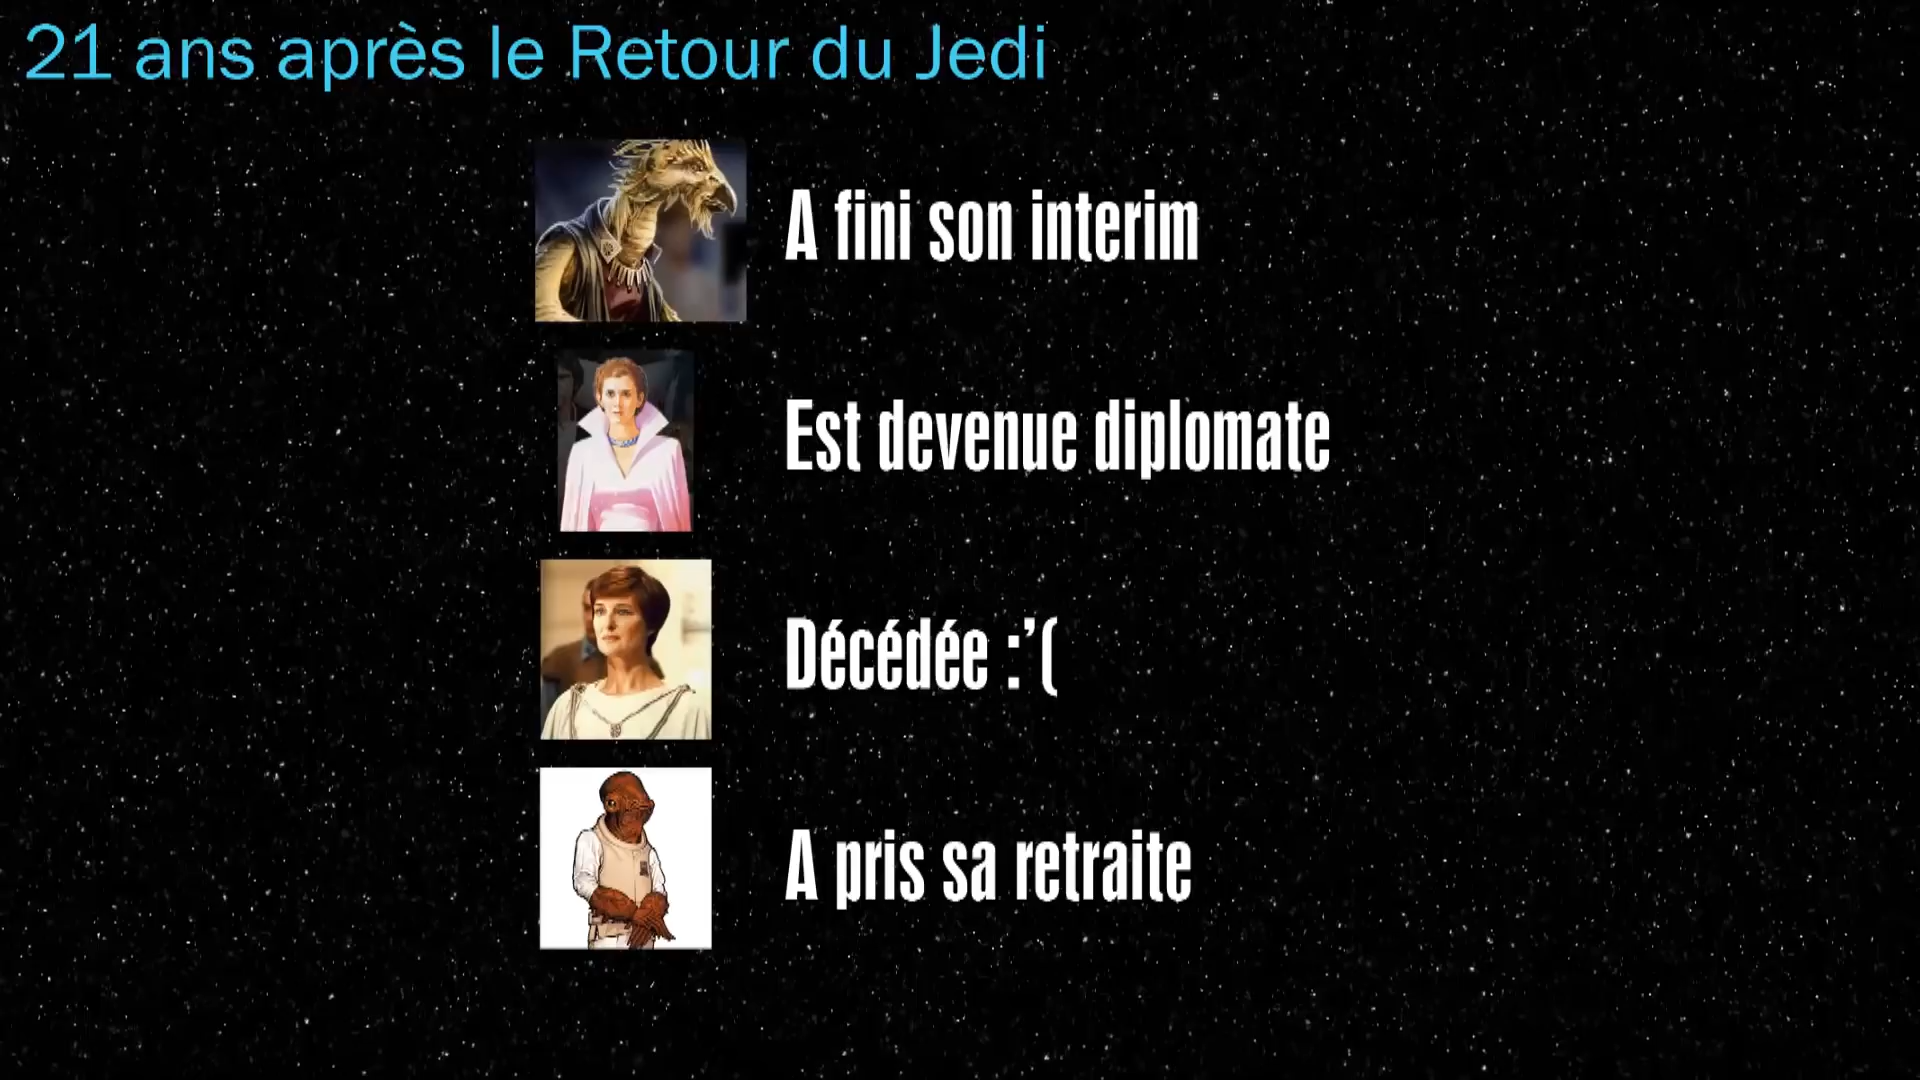 21 ans après le Retour du Jedi
A fini son interim
Est devenue diplomate
Décédée :’(
A pris sa retraite